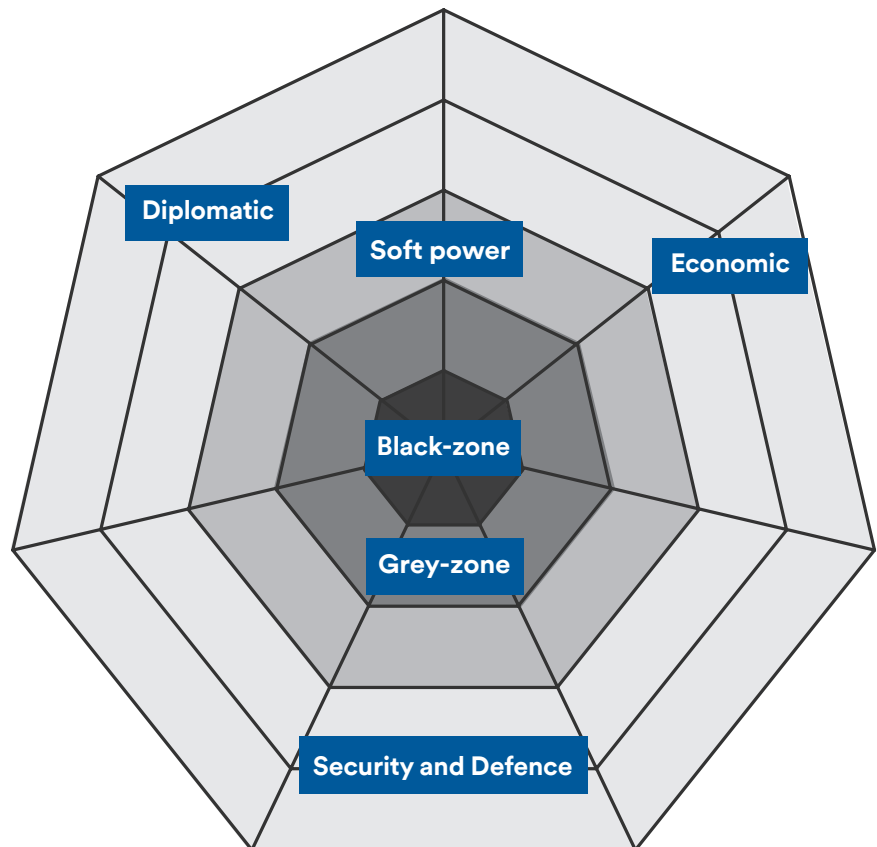 Diplomatic
Soft power
Economic
Black-zone
Grey-zone
Security and Defence